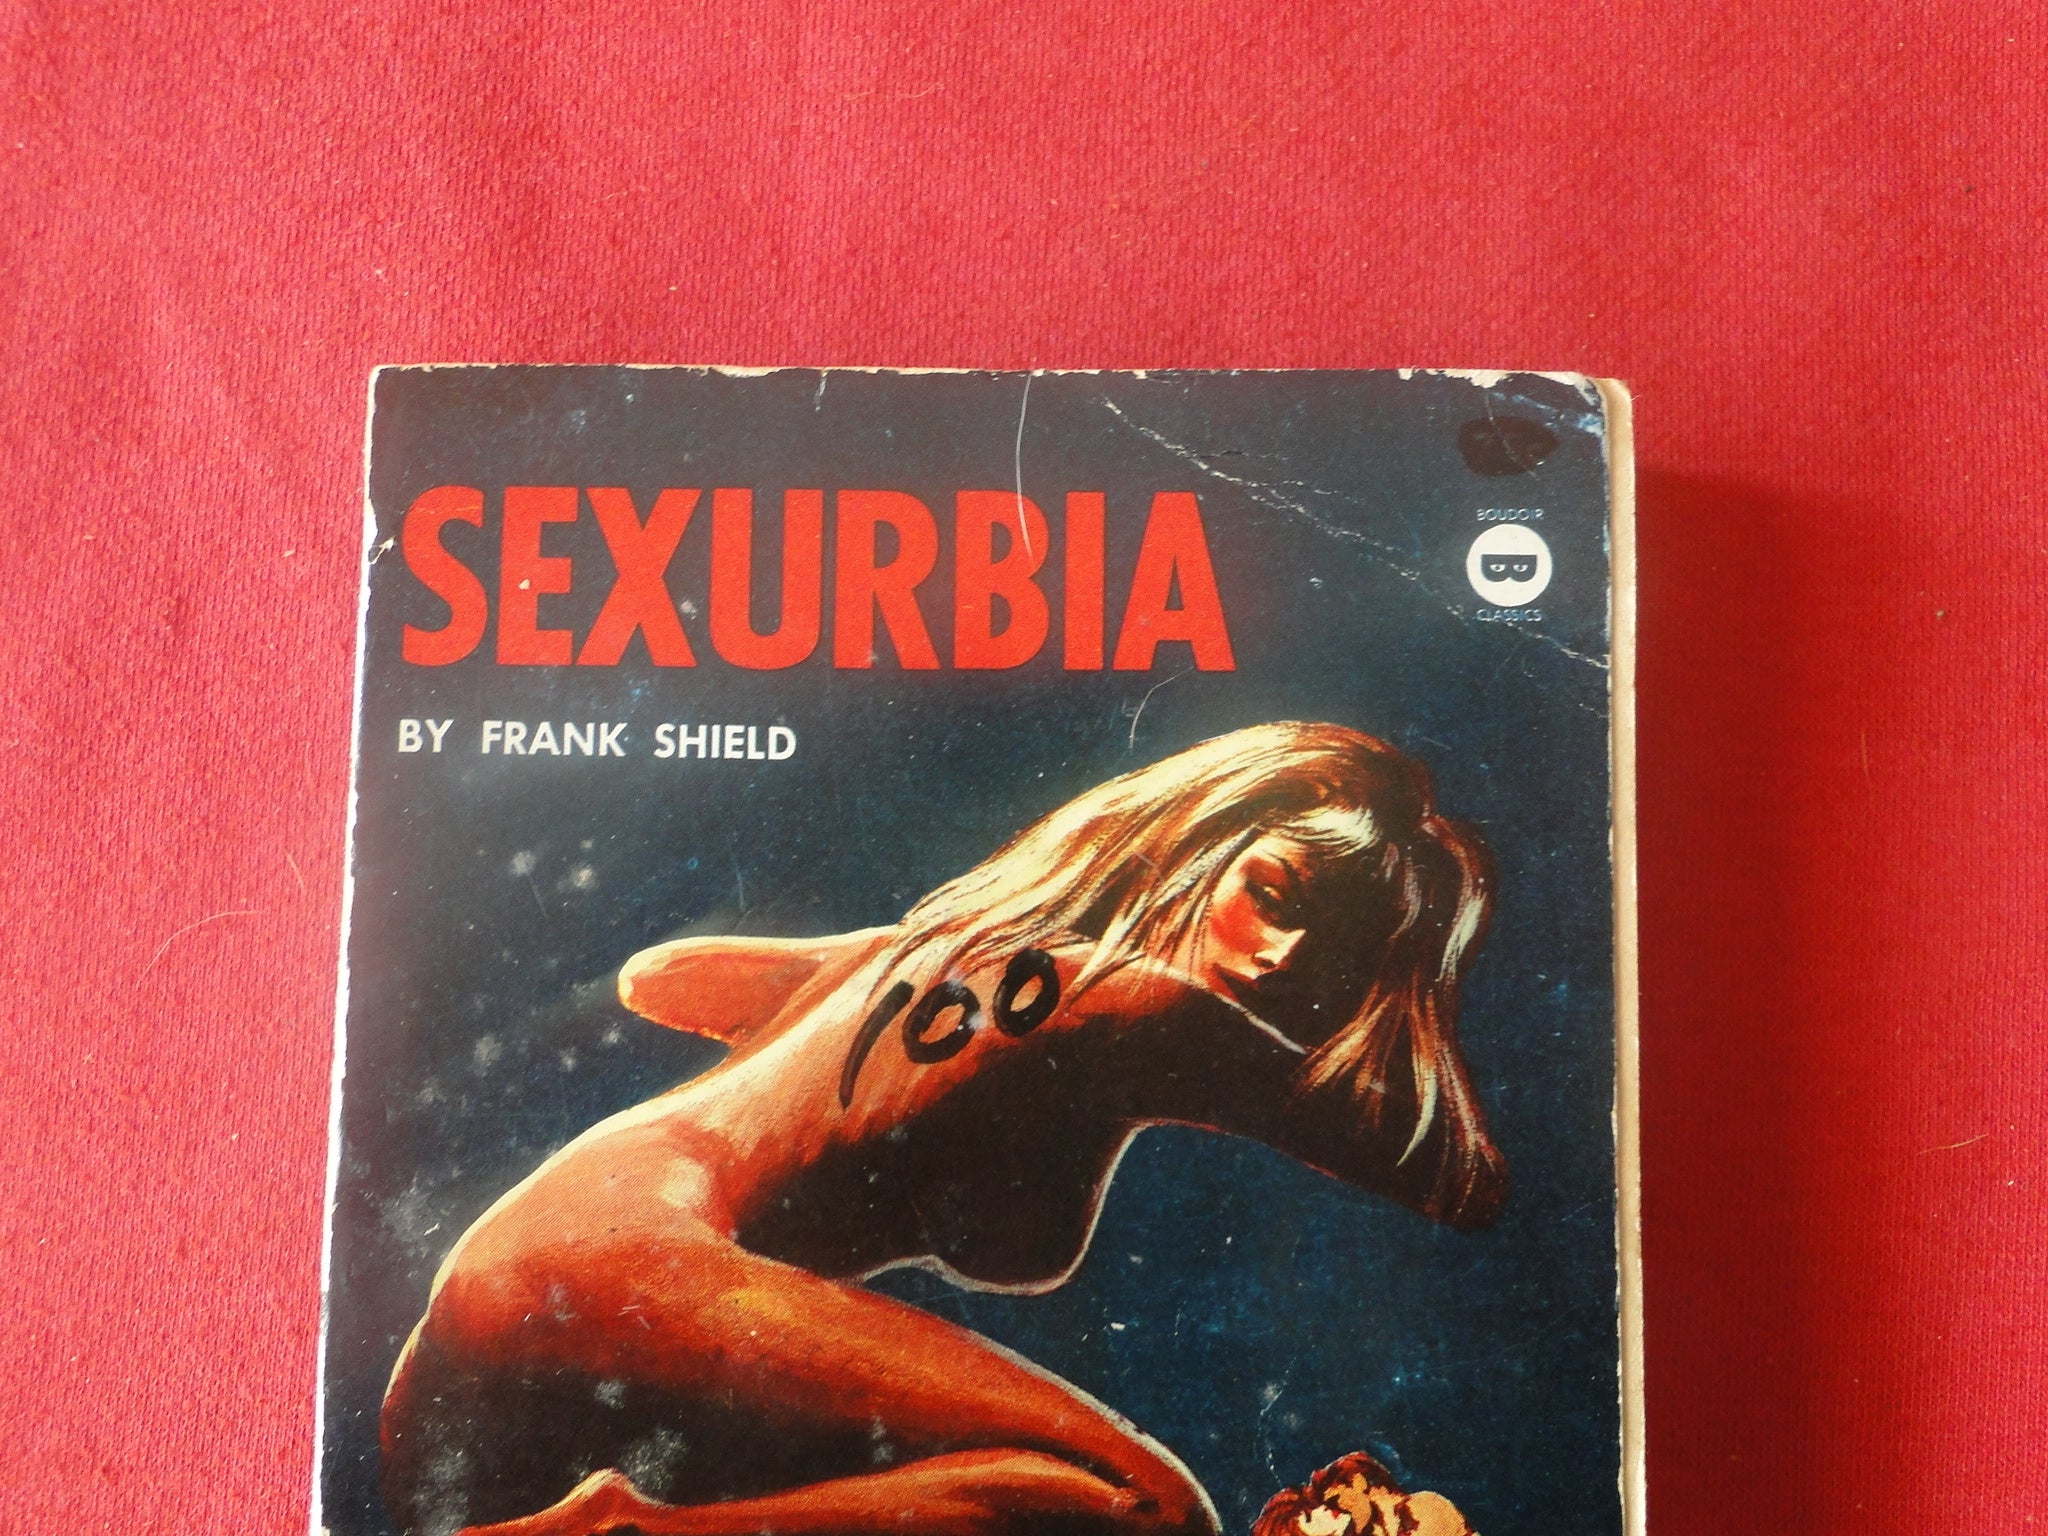 SEXURBIA
BOUDOIR
B
CLASSICS
BY FRANK SHIELD
100